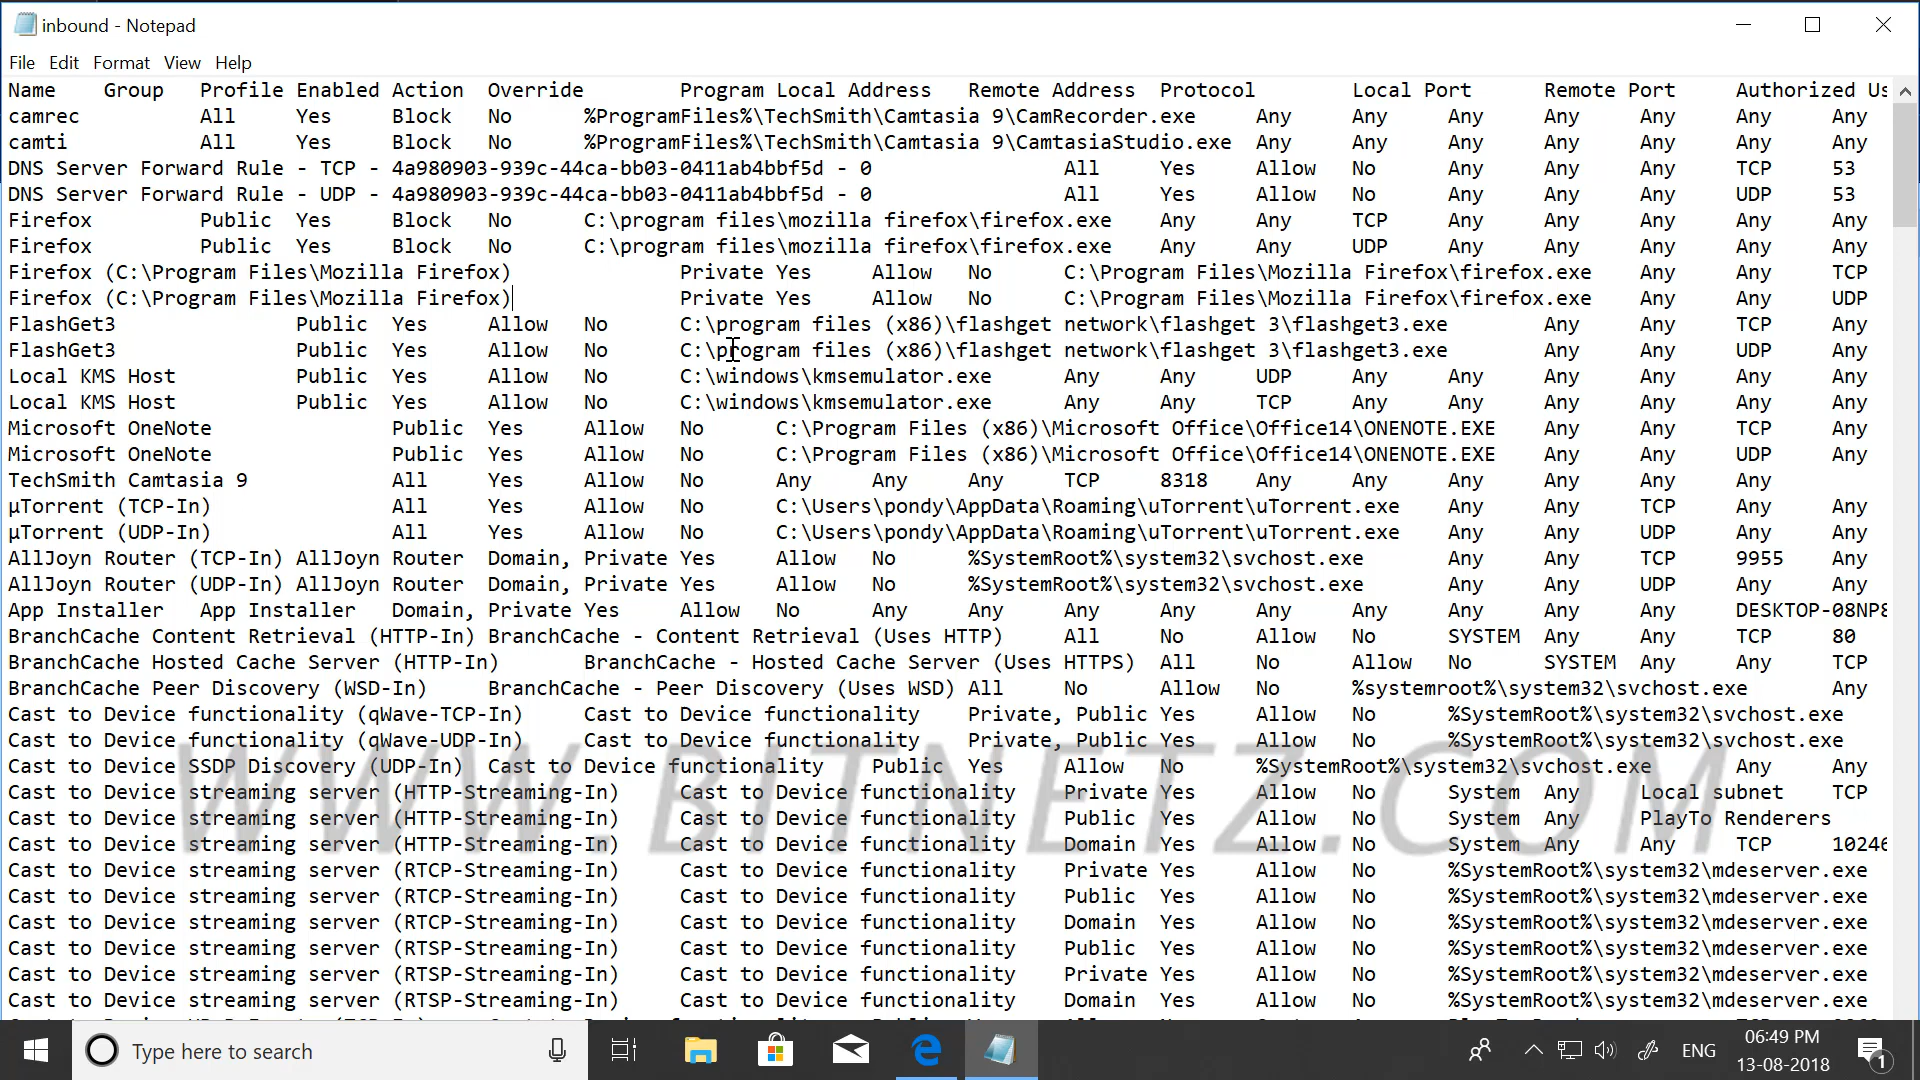 inbound - Notepad
File Edit Format View Help
Name Group Profile Enabled Action Override Program Local Address Remote Address Protocol Local Port Remote Port Authorized Us
camrec All Yes Block No %ProgramFiles%\TechSmith\Camtasia 9\CamRecorder.exe Any Any Any Any Any Any Any
camti All Yes Block No %ProgramFiles%\TechSmith\Camtasia 9\CamtasiaStudio.exe Any Any Any Any Any Any Any
DNS Server Forward Rule - TCP - 4a980903-939c-44ca-bb03-0411ab4bbf5d - 0 All Yes Allow No Any Any Any TCP 53
DNS Server Forward Rule - UDP - 4a980903-939c-44ca-bb03-0411ab4bbf5d - 0 All Yes Allow No Any Any Any UDP 53
Firefox Public Yes Block No C:\program files\mozilla firefox\firefox.exe Any Any TCP Any Any Any Any
Firefox Public Yes Block No C:\program files\mozilla firefox\firefox.exe Any Any UDP Any Any Any Any
Firefox (C:\Program Files\Mozilla Firefox) Private Yes Allow No C:\Program Files\Mozilla Firefox\firefox.exe Any Any TCP
Firefox (C:\Program Files\Mozilla Firefox) Private Yes Allow No C:\Program Files\Mozilla Firefox\firefox.exe Any Any UDP
FlashGet3 Public Yes Allow No C:\program files (x86)\flashget network\flashget 3\flashget3.exe Any Any TCP Any
FlashGet3 Public Yes Allow No C:\program files (x86)\flashget network\flashget 3\flashget3.exe Any Any UDP Any
Local KMS Host Public Yes Allow No C:\windows\kmsemulator.exe Any Any UDP Any Any Any Any Any
Local KMS Host Public Yes Allow No C:\windows\kmsemulator.exe Any Any TCP Any Any Any Any Any
Microsoft OneNote Public Yes Allow No C:\Program Files (x86)\Microsoft Office\Office14\ONENOTE.EXE Any Any TCP Any
Microsoft OneNote Public Yes Allow No C:\Program Files (x86)\Microsoft Office\Office14\ONENOTE.EXE Any Any UDP Any
TechSmith Camtasia 9 All Yes Allow No Any Any Any TCP 8318 Any Any Any Any Any Any
µTorrent (TCP-In) All Yes Allow No C:\Users\pondy\AppData\Roaming\uTorrent\uTorrent.exe Any Any TCP Any Any
µTorrent (UDP-In) All Yes Allow No C:\Users\pondy\AppData\Roaming\uTorrent\uTorrent.exe Any Any UDP Any Any
AllJoyn Router (TCP-In) AllJoyn Router Domain, Private Yes Allow No %SystemRoot%\system32\svchost.exe Any Any TCP 9955 Any
AllJoyn Router (UDP-In) AllJoyn Router Domain, Private Yes Allow No %SystemRoot%\system32\svchost.exe Any Any UDP Any Any
App Installer App Installer Domain, Private Yes Allow No Any Any Any Any Any Any Any Any DESKTOP-08NP8
BranchCache Content Retrieval (HTTP-In) BranchCache - Content Retrieval (Uses HTTP) All No Allow No SYSTEM Any Any TCP 80
BranchCache Hosted Cache Server (HTTP-In) BranchCache - Hosted Cache Server (Uses HTTPS) All No Allow No SYSTEM Any Any TCP
BranchCache Peer Discovery (WSD-In) BranchCache - Peer Discovery (Uses WSD) All No Allow No %systemroot%\system32\svchost.exe Any
Cast to Device functionality (qWave-TCP-In) Cast to Device functionality Private, Public Yes Allow No %SystemRoot%\system32\svchost.exe
Cast to Device functionality (qWave-UDP-In) Cast to Device functionality Private, Public Yes Allow No %SystemRoot%\system32\svchost.exe
Cast to Device SSDP Discovery (UDP-In) Cast to Device functionality Public Yes Allow No %SystemRoot%\system32\svchost.exe Any Any
Cast to Device streaming server (HTTP-Streaming-In) Cast to Device functionality Private Yes Allow No System Any Local subnet TCP
WWW.BITNETZ.COM
Cast to Device streaming server (HTTP-Streaming-In) Cast to Device functionality Public Yes Allow No System Any PlayTo Renderers
Cast to Device streaming server (HTTP-Streaming-In) Cast to Device functionality Domain Yes Allow No System Any Any TCP 10246
Cast to Device streaming server (RTCP-Streaming-In) Cast to Device functionality Private Yes Allow No %SystemRoot%\system32\mdeserver.exe
Cast to Device streaming server (RTCP-Streaming-In) Cast to Device functionality Public Yes Allow No %SystemRoot%\system32\mdeserver.exe
Cast to Device streaming server (RTCP-Streaming-In) Cast to Device functionality Domain Yes Allow No %SystemRoot%\system32\mdeserver.exe
Cast to Device streaming server (RTSP-Streaming-In) Cast to Device functionality Public Yes Allow No %SystemRoot%\system32\mdeserver.exe
Cast to Device streaming server (RTSP-Streaming-In) Cast to Device functionality Private Yes Allow No %SystemRoot%\system32\mdeserver.exe
Cast to Device streaming server (RTSP-Streaming-In) Cast to Device functionality Domain Yes Allow No %SystemRoot%\system32\mdeserver.exe
Type here to search
ENG
06:49 PM
13-08-2018
1